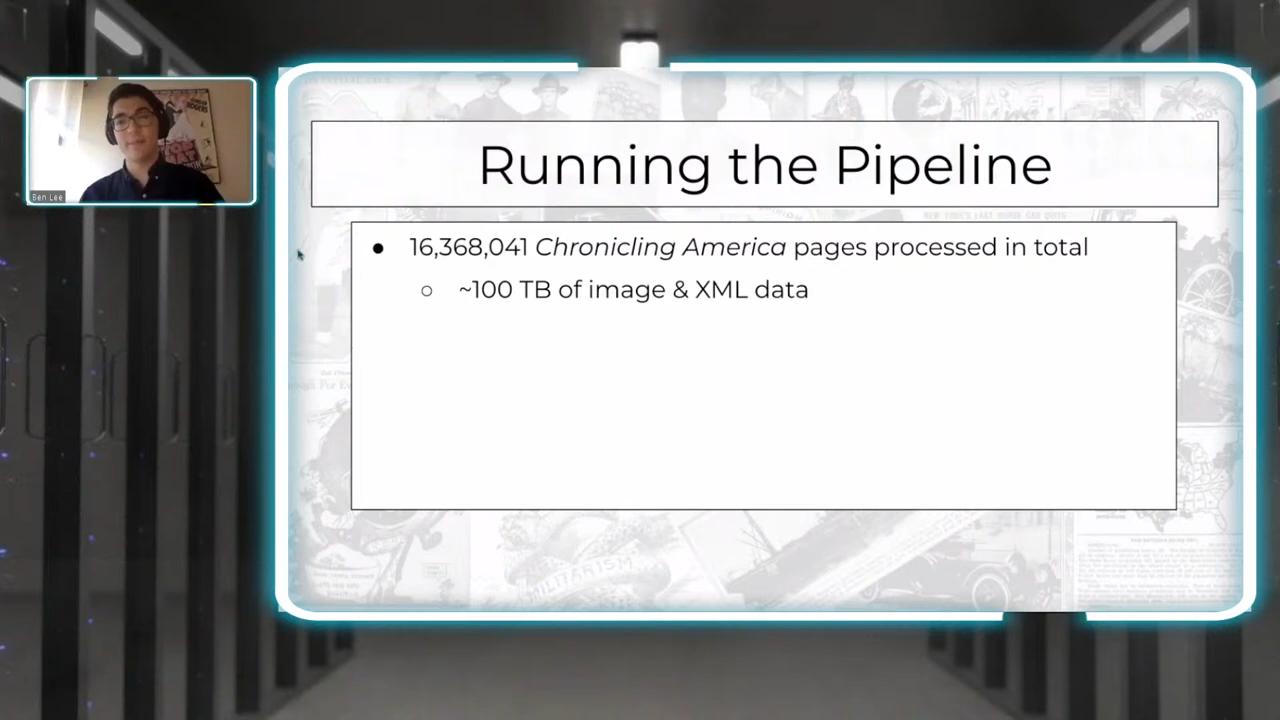 Ben Lee
Running the Pipeline
● 16,368,041 Chronicling America pages processed in total
○ ~100 TB of image & XML data
MILITARISM